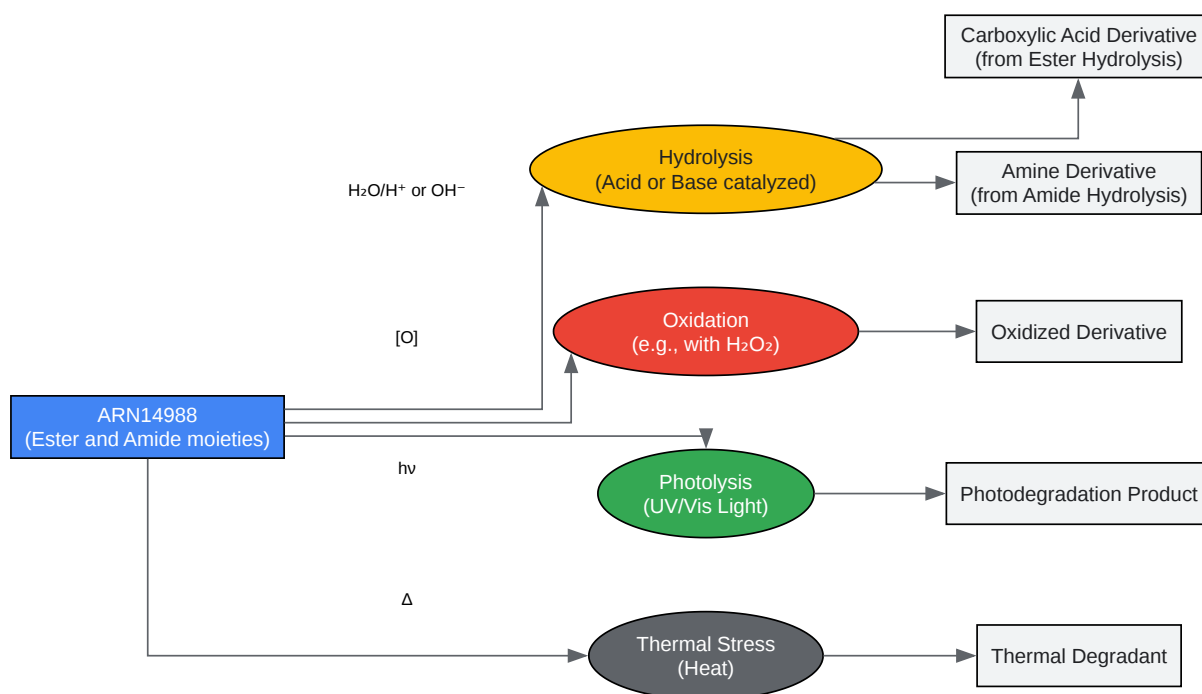 Carboxylic Acid Derivative
(from Ester Hydrolysis)
Hydrolysis
(Acid or Base catalyzed)
H₂O/H⁺ or OH⁻
Amine Derivative
(from Amide Hydrolysis)
[O]
Oxidation
(e.g., with H₂O₂)
Oxidized Derivative
ARN14988
(Ester and Amide moieties)
hν
Photolysis
(UV/Vis Light)
Photodegradation Product
Δ
Thermal Stress
(Heat)
Thermal Degradant